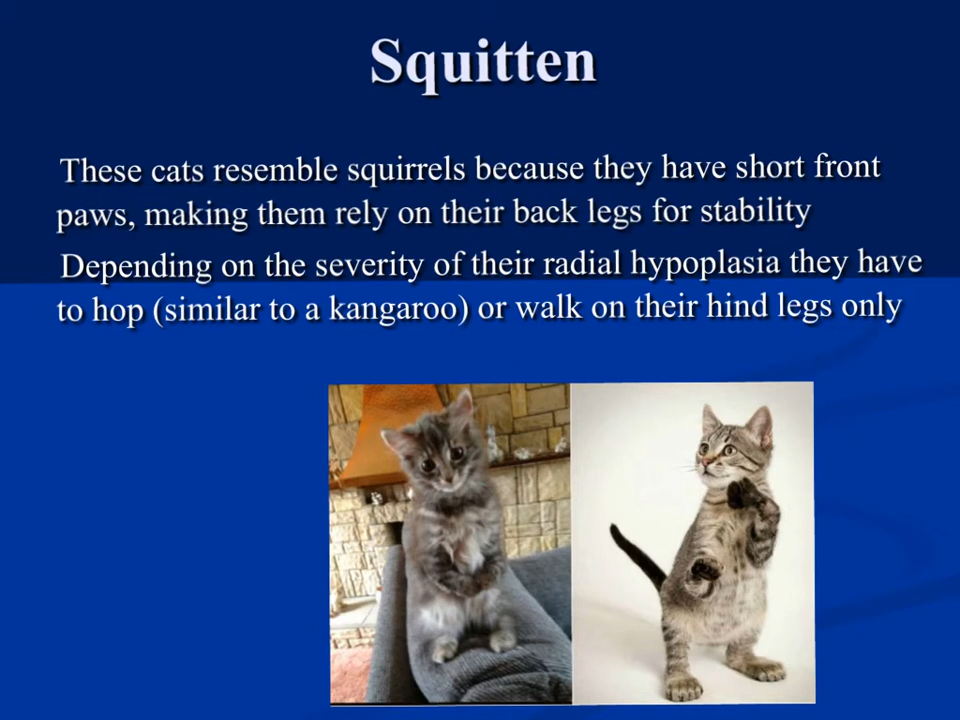 Squitten
These cats resemble squirrels because they have short front
paws, making them rely on their back legs for stability
Depending on the severity of their radial hypoplasia they have
to hop (similar to a kangaroo) or walk on their hind legs only